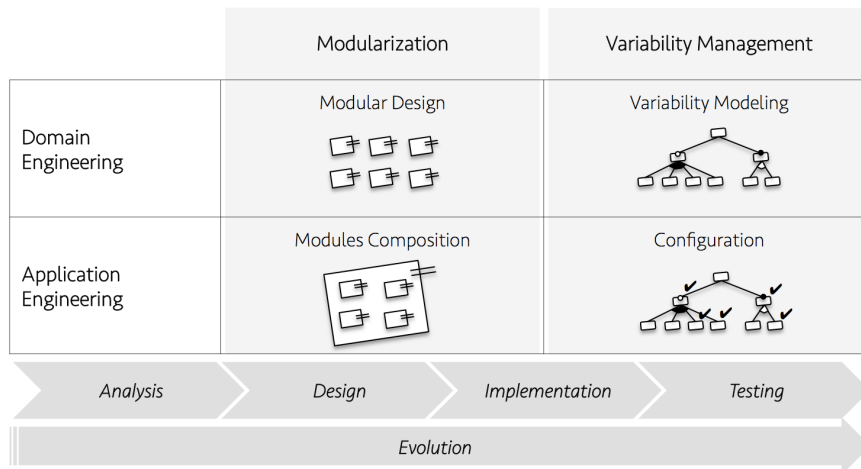 Modularization
Variability Management
Domain
Engineering
Modular Design
Variability Modeling
Application
Engineering
Modules Composition
Configuration
Analysis
Design
Implementation
Testing
Evolution